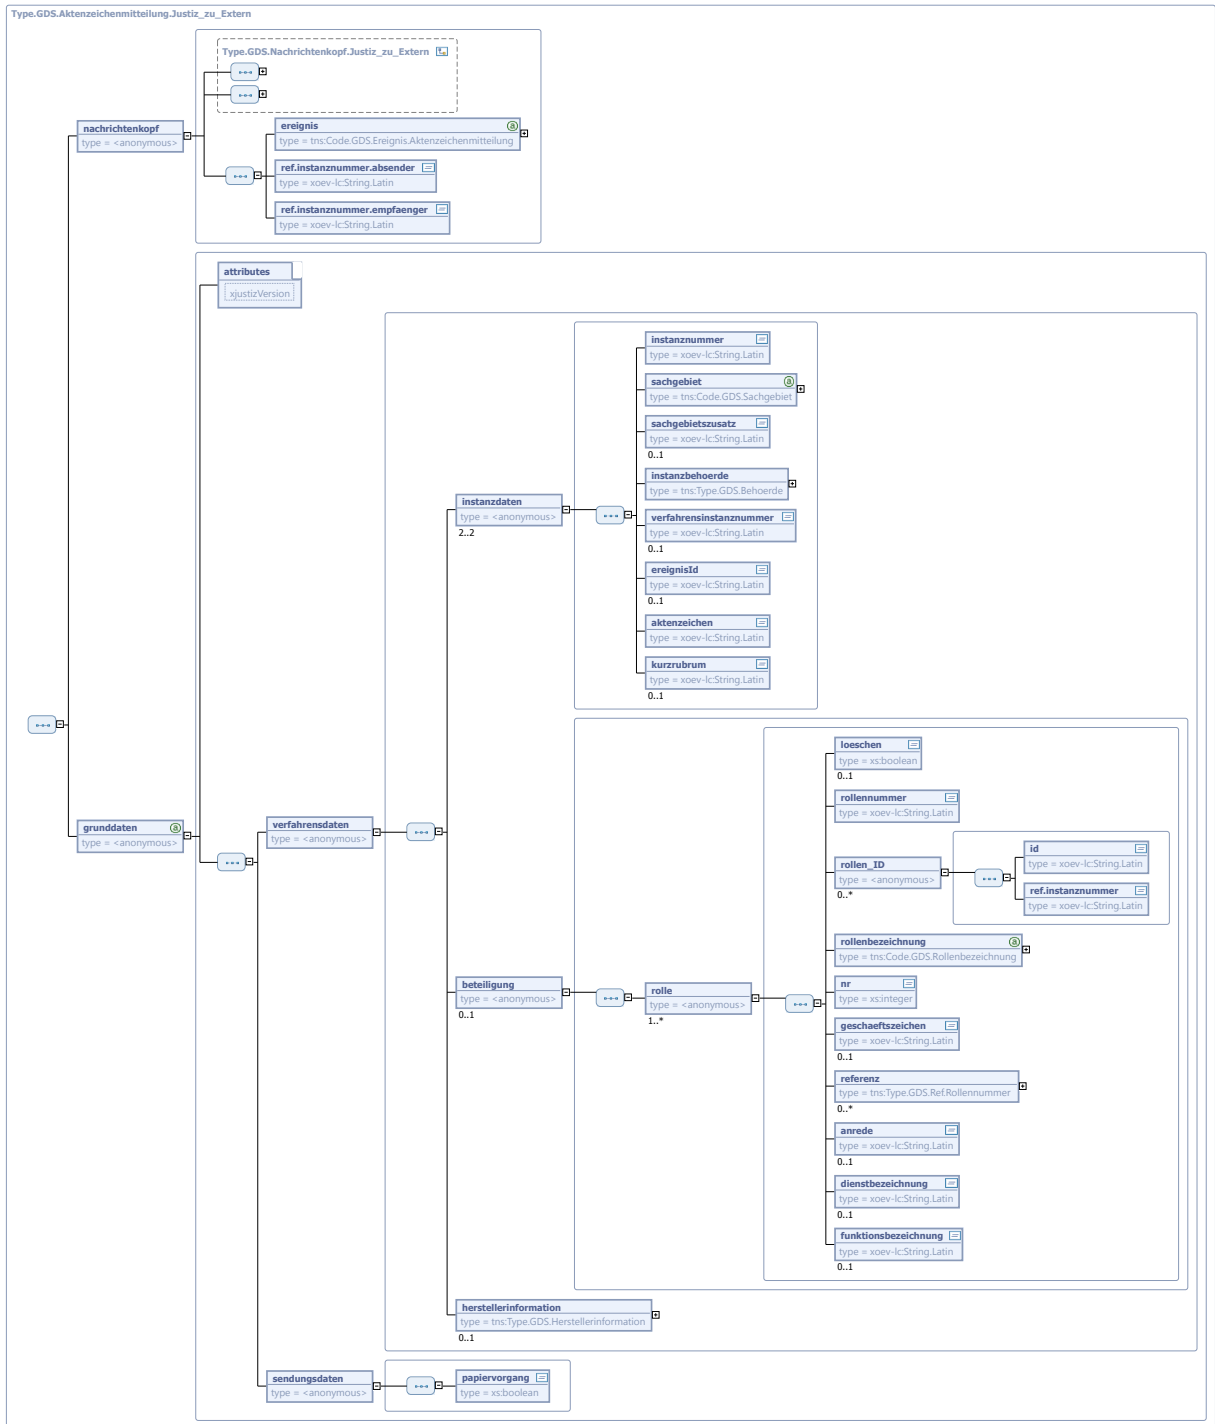 Type.GDS.Aktenzeichenmitteilung.Justiz_zu_Extern
Type.GDS.Nachrichtenkopf.Justiz_zu_Extern
nachrichtenkopf
type = <anonymous>
ereignis
type = tns:Code.GDS.Ereignis.Aktenzeichenmitteilung
ref.instanznummer.absender
type = xoev-lc:String.Latin
ref.instanznummer.empfaenger
type = xoev-lc:String.Latin
attributes
xjustizVersion
instanznummer
type = xoev-lc:String.Latin
sachgebiet
type = tns:Code.GDS.Sachgebiet
sachgebietszusatz
type = xoev-lc:String.Latin
0..1
instanzbehoerde
type = tns:Type.GDS.Behoerde
instanzdaten
type = <anonymous>
2..2
verfahrensinstanznummer
type = xoev-lc:String.Latin
0..1
ereignisId
type = xoev-lc:String.Latin
0..1
aktenzeichen
type = xoev-lc:String.Latin
kurzrubrum
type = xoev-lc:String.Latin
0..1
loeschen
type = xs:boolean
0..1
rollennummer
type = xoev-lc:String.Latin
grunddaten
type = <anonymous>
verfahrensdaten
type = <anonymous>
rollen_ID
type = <anonymous>
0..*
id
type = xoev-lc:String.Latin
ref.instanznummer
type = xoev-lc:String.Latin
rollenbezeichnung
type = tns:Code.GDS.Rollenbezeichnung
beteiligung
type = <anonymous>
0..1
rolle
type = <anonymous>
1..*
nr
type = xs:integer
geschaeftszeichen
type = xoev-lc:String.Latin
0..1
referenz
type = tns:Type.GDS.Ref.Rollennummer
0..*
anrede
type = xoev-lc:String.Latin
0..1
dienstbezeichnung
type = xoev-lc:String.Latin
0..1
funktionsbezeichnung
type = xoev-lc:String.Latin
0..1
herstellerinformation
type = tns:Type.GDS.Herstellerinformation
0..1
sendungsdaten
type = <anonymous>
papiervorgang
type = xs:boolean